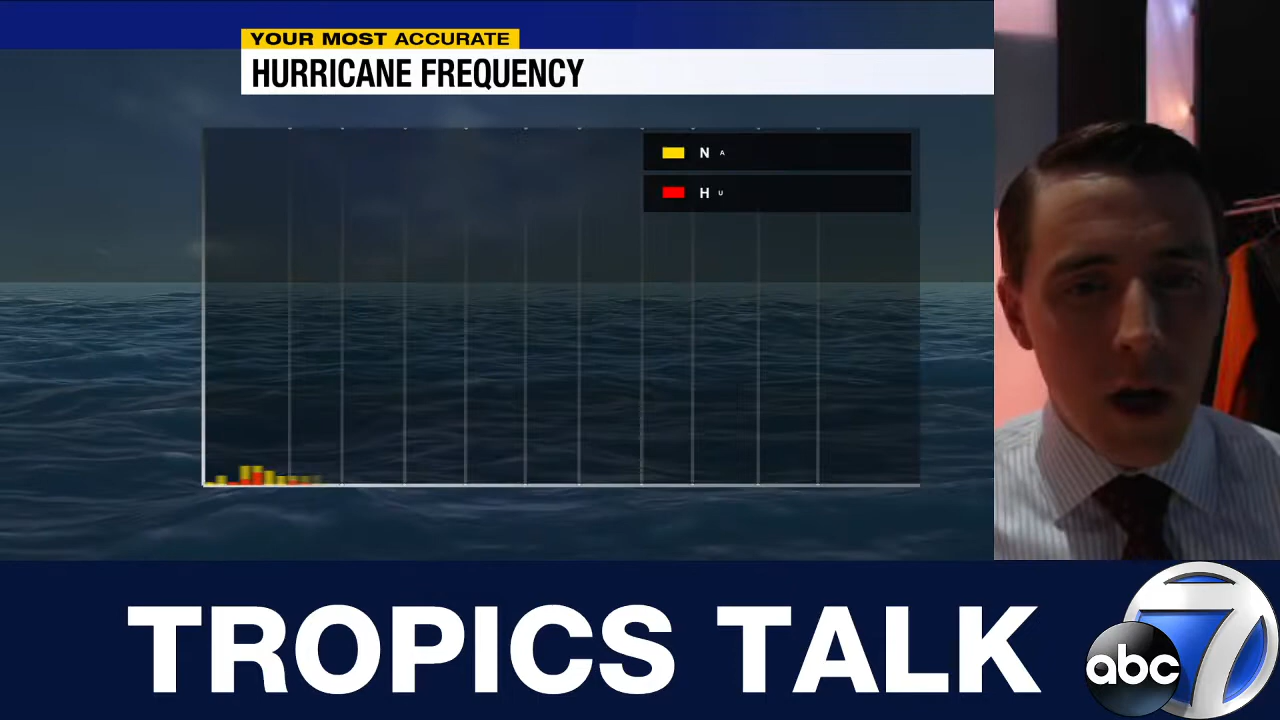 YOUR MOST ACCURATE
HURRICANE FREQUENCY
N A
H U
TROPICS TALK
abc 7